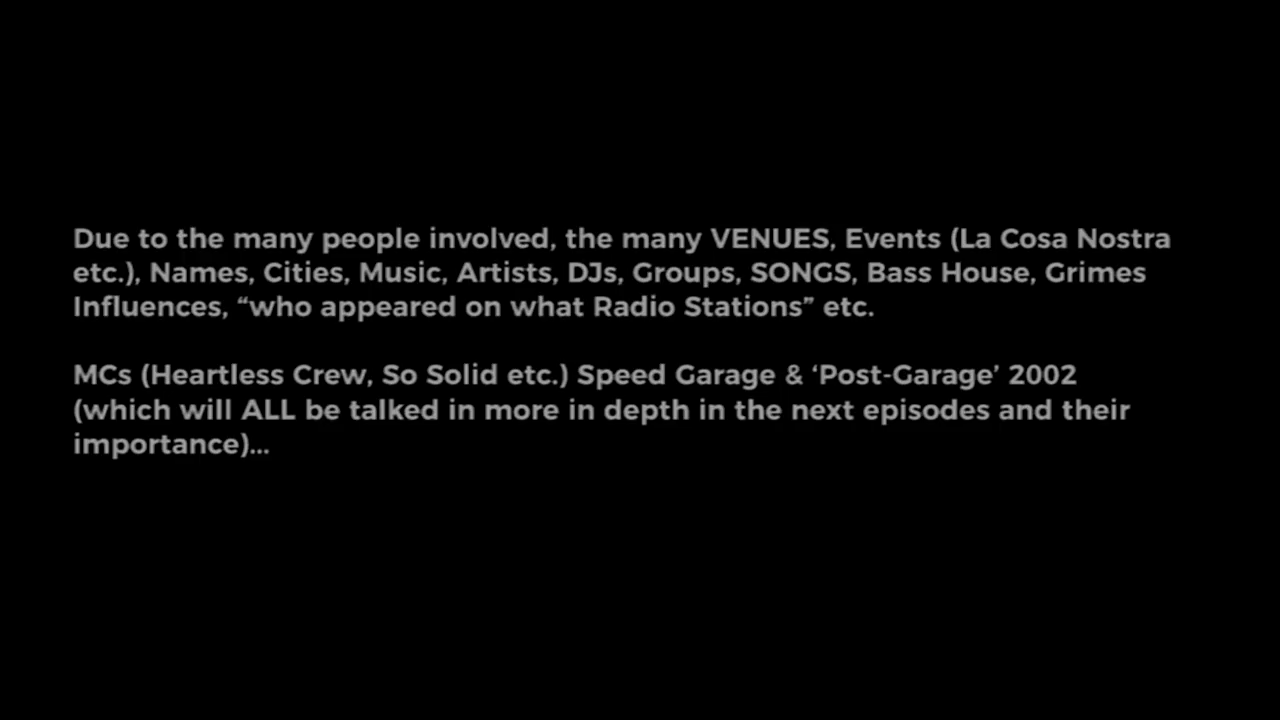 Due to the many people involved, the many VENUES, Events (La Cosa Nostra
etc.), Names, Cities, Music, Artists, DJs, Groups, SONGS, Bass House, Grimes
Influences, “who appeared on what Radio Stations” etc.
MCs (Heartless Crew, So Solid etc.) Speed Garage & ‘Post-Garage’ 2002
(which will ALL be talked in more in depth in the next episodes and their
importance)...